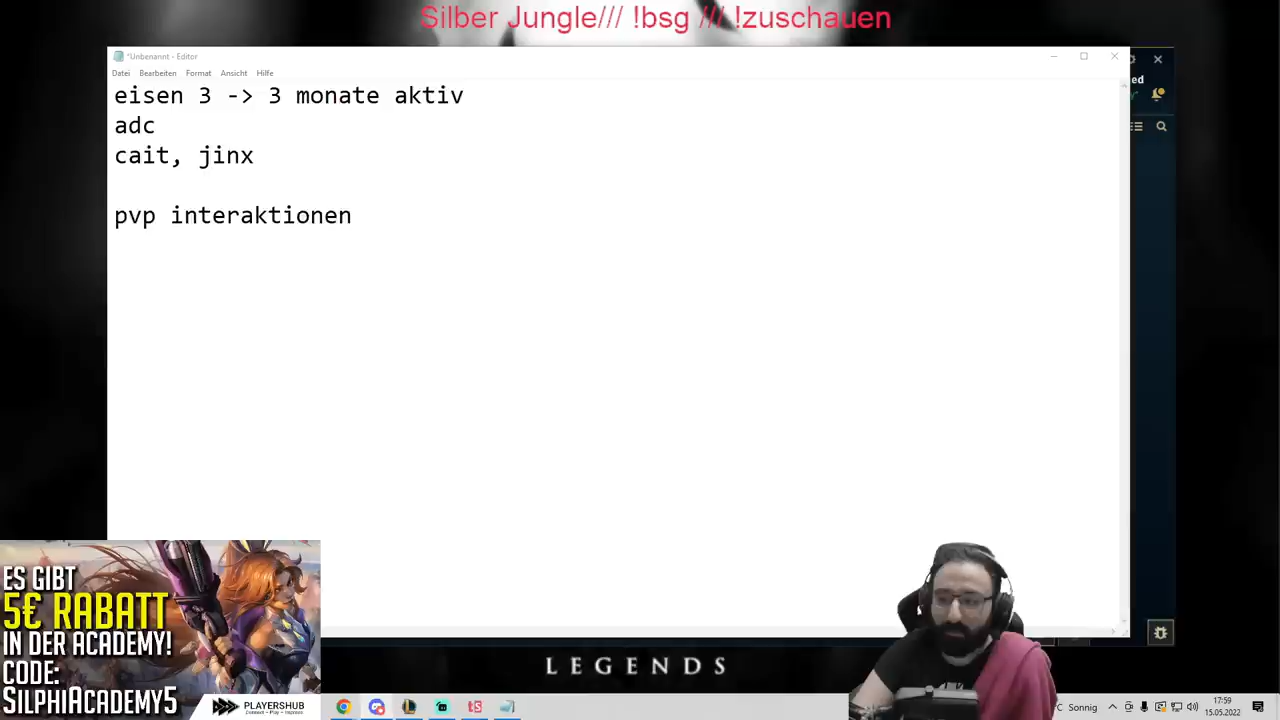 Silber Jungle/// !bsg /// !zuschauen
*Unbenannt - Editor
Datei Bearbeiten Format Ansicht Hilfe
eisen 3 -> 3 monate aktiv
adc
cait, jinx
pvp interaktionen
ed
ES GIBT
5€ RABATT
IN DER ACADEMY!
CODE:
SILPHIACADEMY5
PLAYERSHUB
LEGENDS
Sonnig
17:59
15.05.2022